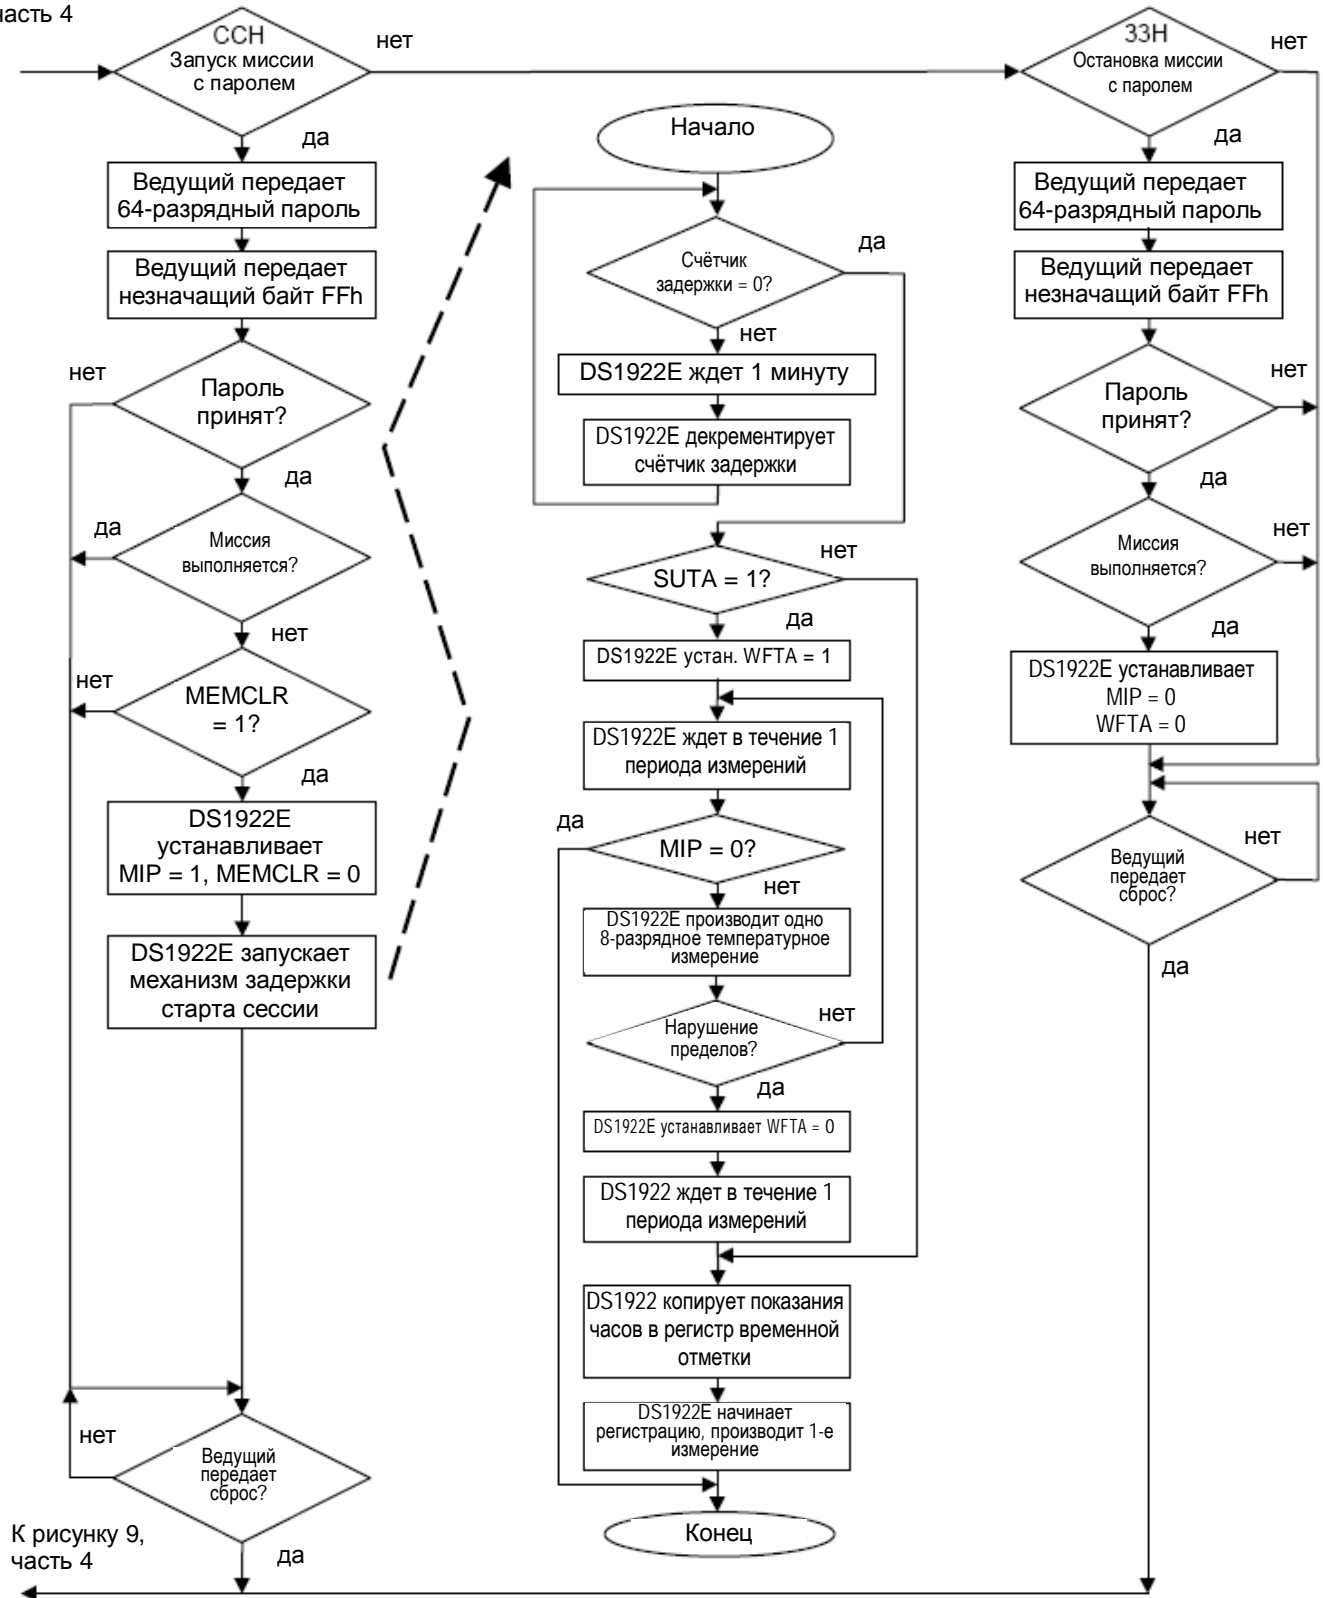 часть 4
ССН
Запуск миссии
с паролем
нет
да
Ведущий передает
64-разрядный пароль
Ведущий передает
незначащий байт FFh
нет
Пароль
принят?
да
да
Миссия
выполняется?
нет
нет
MEMCLR
= 1?
да
DS1922E
устанавливает
MIP = 1, MEMCLR = 0
DS1922E запускает
механизм задержки
старта сессии
нет
Ведущий
передает
сброс?
К рисунку 9,
часть 4
да
Начало
Счётчик
задержки = 0?
да
нет
DS1922E ждет 1 минуту
DS1922E декрементирует
счётчик задержки
нет
SUTA = 1?
да
DS1922E устан. WFTA = 1
DS1922E ждет в течение 1
периода измерений
да
MIP = 0?
нет
DS1922E производит одно
8-разрядное температурное
измерение
нет
Нарушение
пределов?
да
DS1922E устанавливает WFTA = 0
DS1922 ждет в течение 1
периода измерений
DS1922 копирует показания
часов в регистр временной
отметки
DS1922E начинает
регистрацию, производит 1-е
измерение
Конец
33H
Остановка миссии
с паролем
нет
да
Ведущий передает
64-разрядный пароль
Ведущий передает
незначащий байт FFh
нет
Пароль
принят?
да
нет
Миссия
выполняется?
да
DS1922E устанавливает
MIP = 0
WFTA = 0
нет
Ведущий
передает
сброс?
да